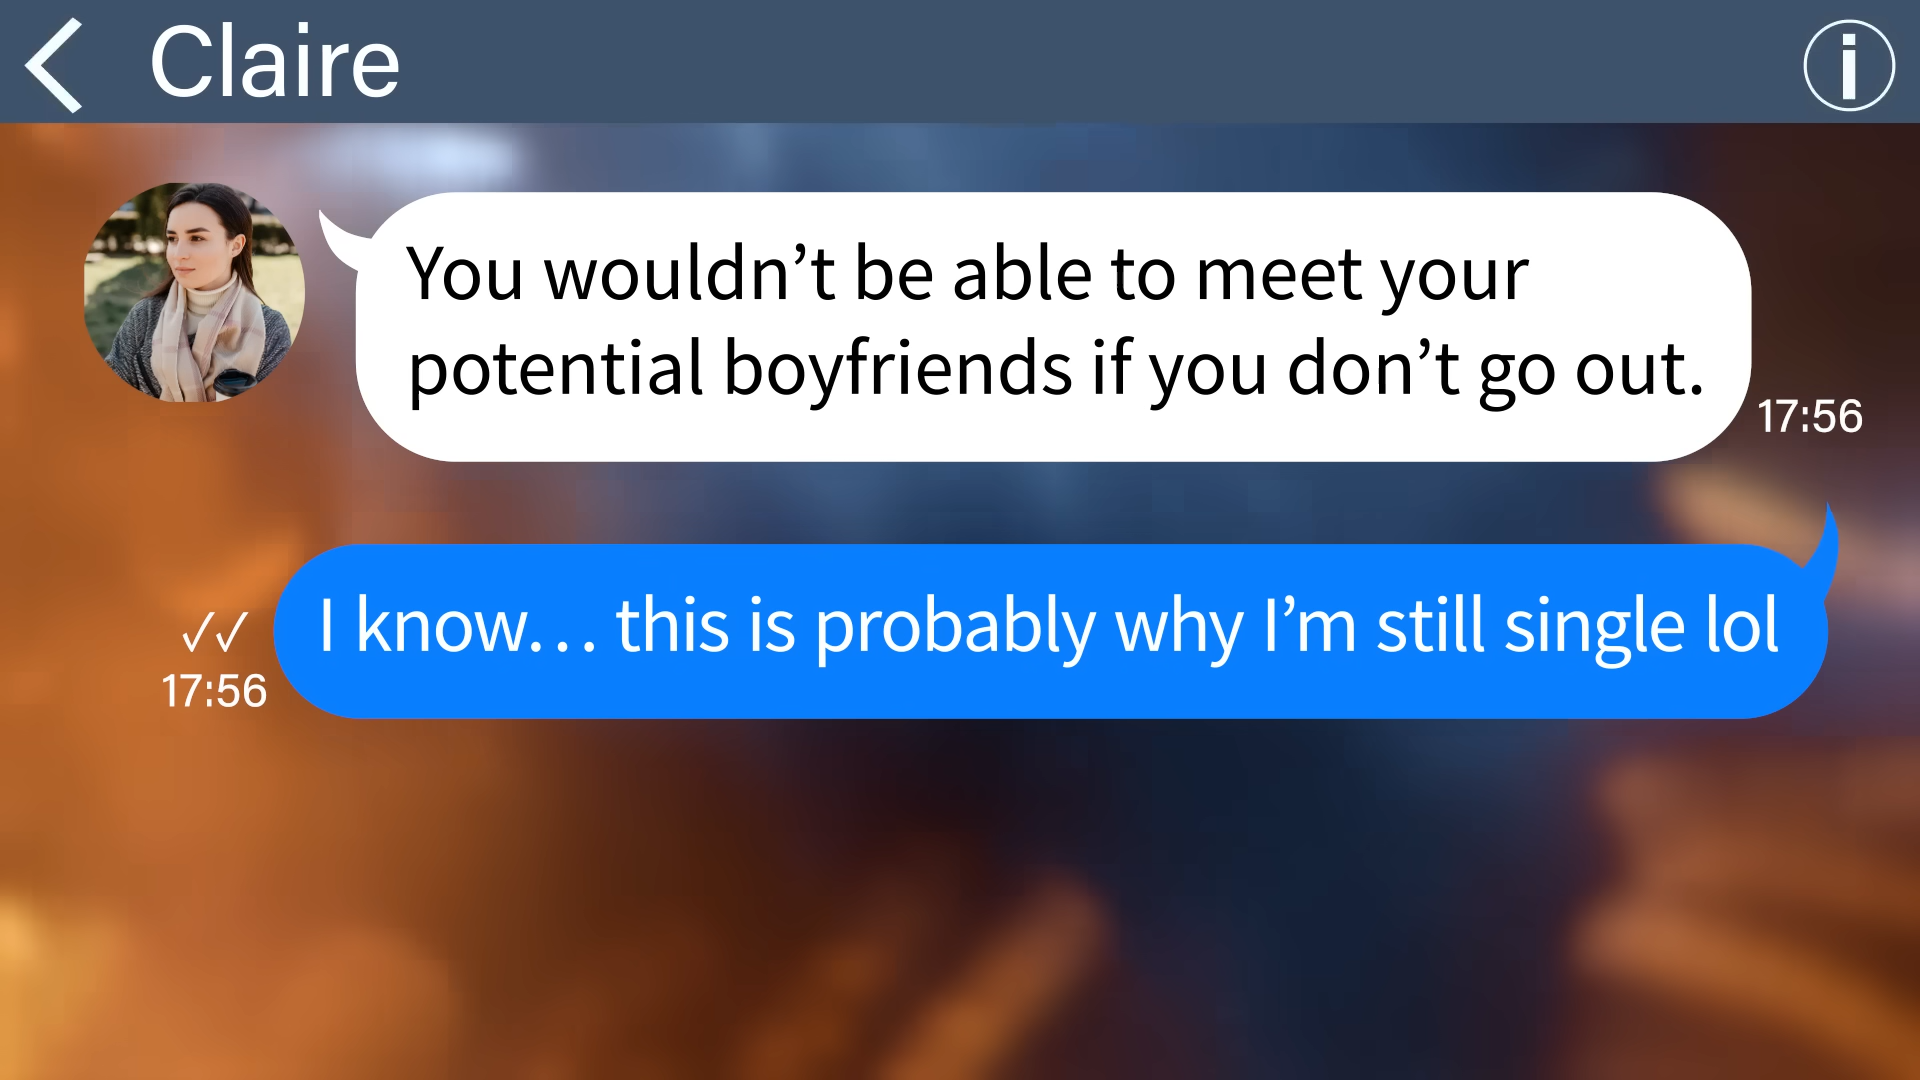 Claire
You wouldn’t be able to meet your
potential boyfriends if you don’t go out.
17:56
I know… this is probably why I’m still single lol
17:56